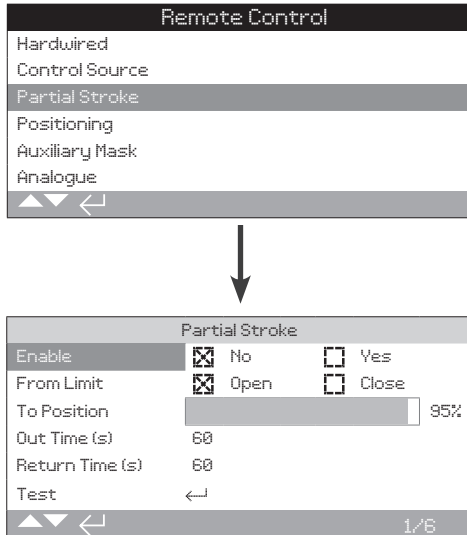 Remote Control
Hardwired
Control Source
Partial Stroke
Positioning
Auxiliary Mask
Analogue
Partial Stroke
Enable No Yes
From Limit Open Close
To Position 95%
Out Time (s) 60
Return Time (s) 60
Test
1/6